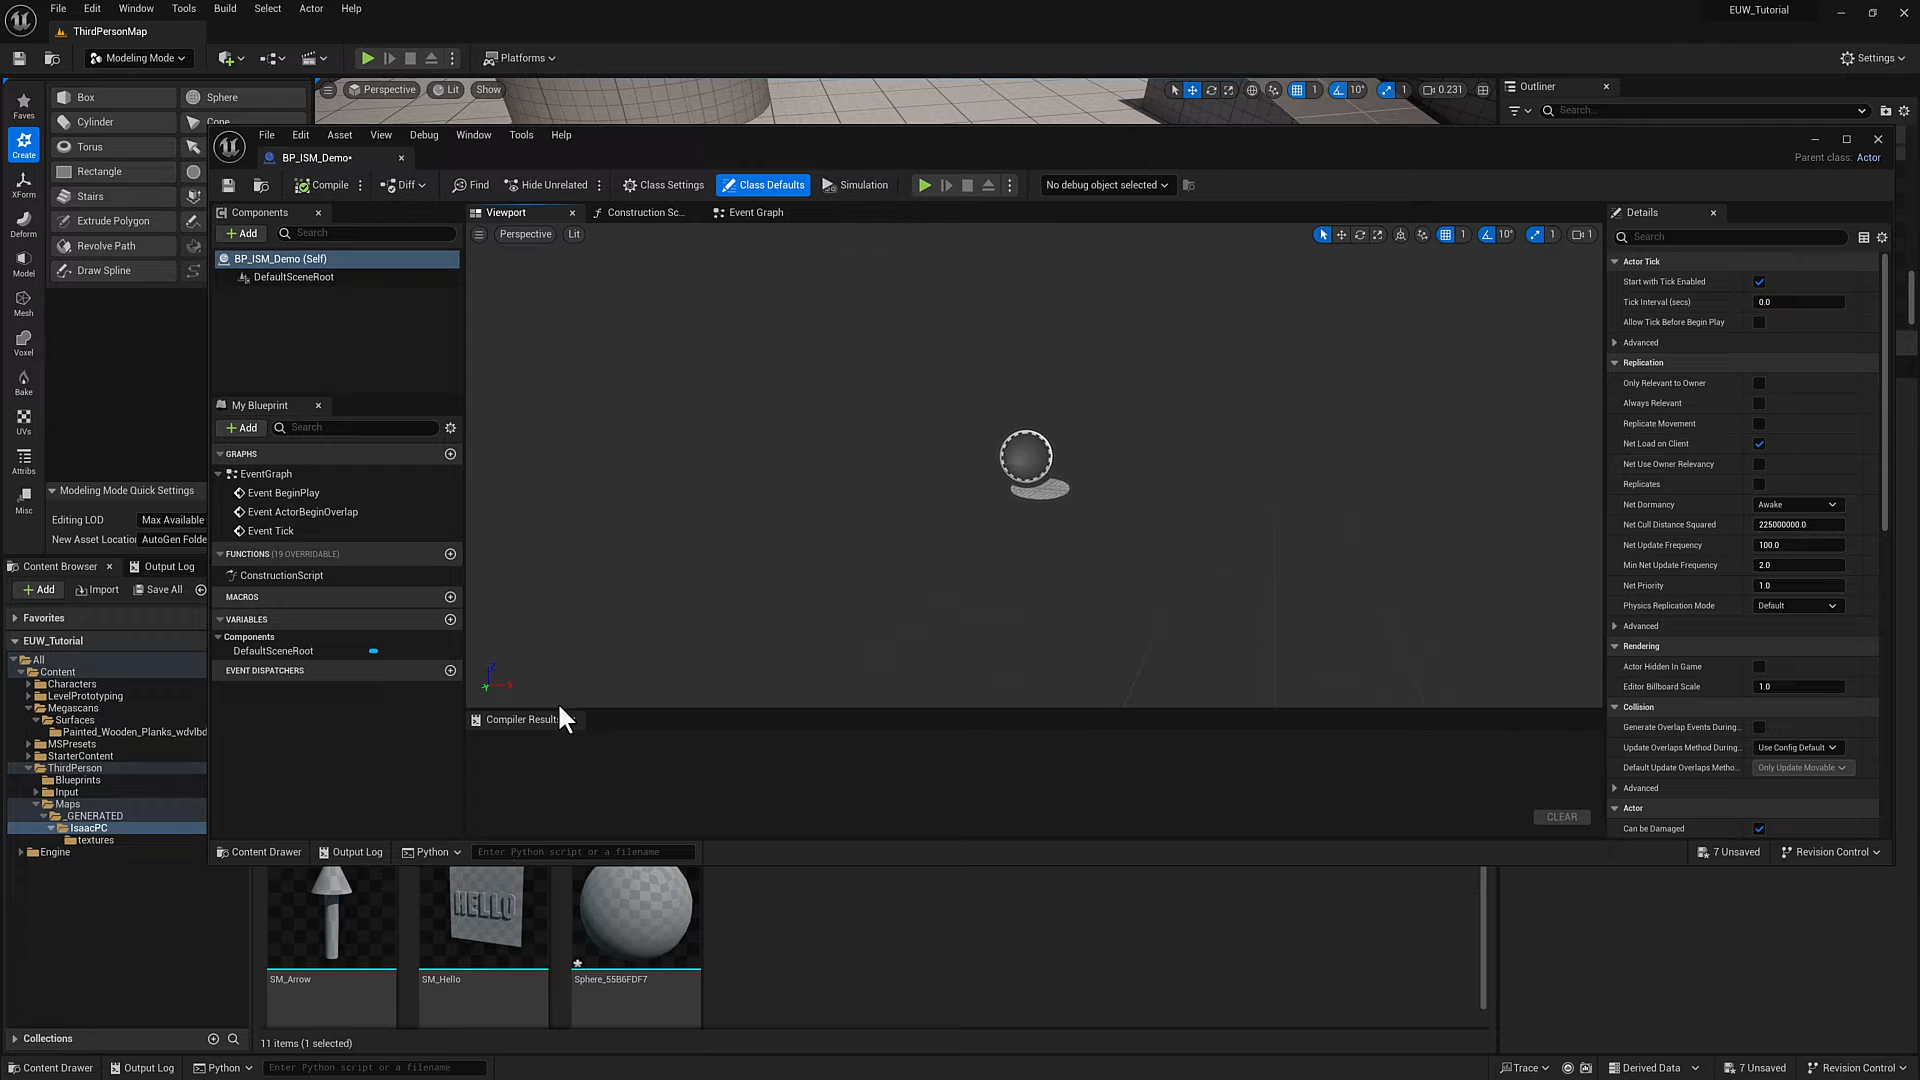 File Edit Window Tools Build Select Actor Help
EUW_Tutorial
ThirdPersonMap
Modeling Mode
Platforms
Settings
Faves
Create
XForm
Deform
Model
Mesh
Voxel
Bake
UVs
Attribs
Misc
Box Sphere
Cylinder Cone
Torus
Rectangle
Stairs
Extrude Polygon
Revolve Path
Draw Spline
Perspective Lit Show
1 10° 1 0.231
Outliner
Search...
Modeling Mode Quick Settings
Editing LOD Max Available
New Asset Location AutoGen Folde
File Edit Asset View Debug Window Tools Help
BP_ISM_Demo•
Parent class: Actor
Compile Diff Find Hide Unrelated Class Settings Class Defaults Simulation No debug object selected
Components
Add Search
BP_ISM_Demo (Self)
DefaultSceneRoot
My Blueprint
Add Search
GRAPHS
EventGraph
Event BeginPlay
Event ActorBeginOverlap
Event Tick
FUNCTIONS (19 OVERRIDABLE)
ConstructionScript
MACROS
VARIABLES
Components
DefaultSceneRoot
EVENT DISPATCHERS
Viewport Construction Sc... Event Graph
Perspective Lit
1 10° 1 1
Z
Y X
Compiler Results
CLEAR
Details
Search
Actor Tick
Start with Tick Enabled
Tick Interval (secs) 0.0
Allow Tick Before Begin Play
Advanced
Replication
Only Relevant to Owner
Always Relevant
Replicate Movement
Net Load on Client
Net Use Owner Relevancy
Replicates
Net Dormancy Awake
Net Cull Distance Squared 225000000.0
Net Update Frequency 100.0
Min Net Update Frequency 2.0
Net Priority 1.0
Physics Replication Mode Default
Advanced
Rendering
Actor Hidden In Game
Editor Billboard Scale 1.0
Collision
Generate Overlap Events During...
Update Overlaps Method During... Use Config Default
Default Update Overlaps Metho... Only Update Movable
Advanced
Actor
Can be Damaged
Content Drawer Output Log Python Enter Python script or a filename
7 Unsaved Revision Control
Content Browser Output Log
Add Import Save All
Favorites
EUW_Tutorial
All
Content
Characters
LevelPrototyping
Megascans
Surfaces
Painted_Wooden_Planks_wdvlbd
MSPresets
StarterContent
ThirdPerson
Blueprints
Input
Maps
_GENERATED
IsaacPC
textures
Engine
Collections
HELLO
SM_Arrow SM_Hello Sphere_55B6FDF7
11 items (1 selected)
Content Drawer Output Log Python Enter Python script or a filename
Trace Derived Data 7 Unsaved Revision Control